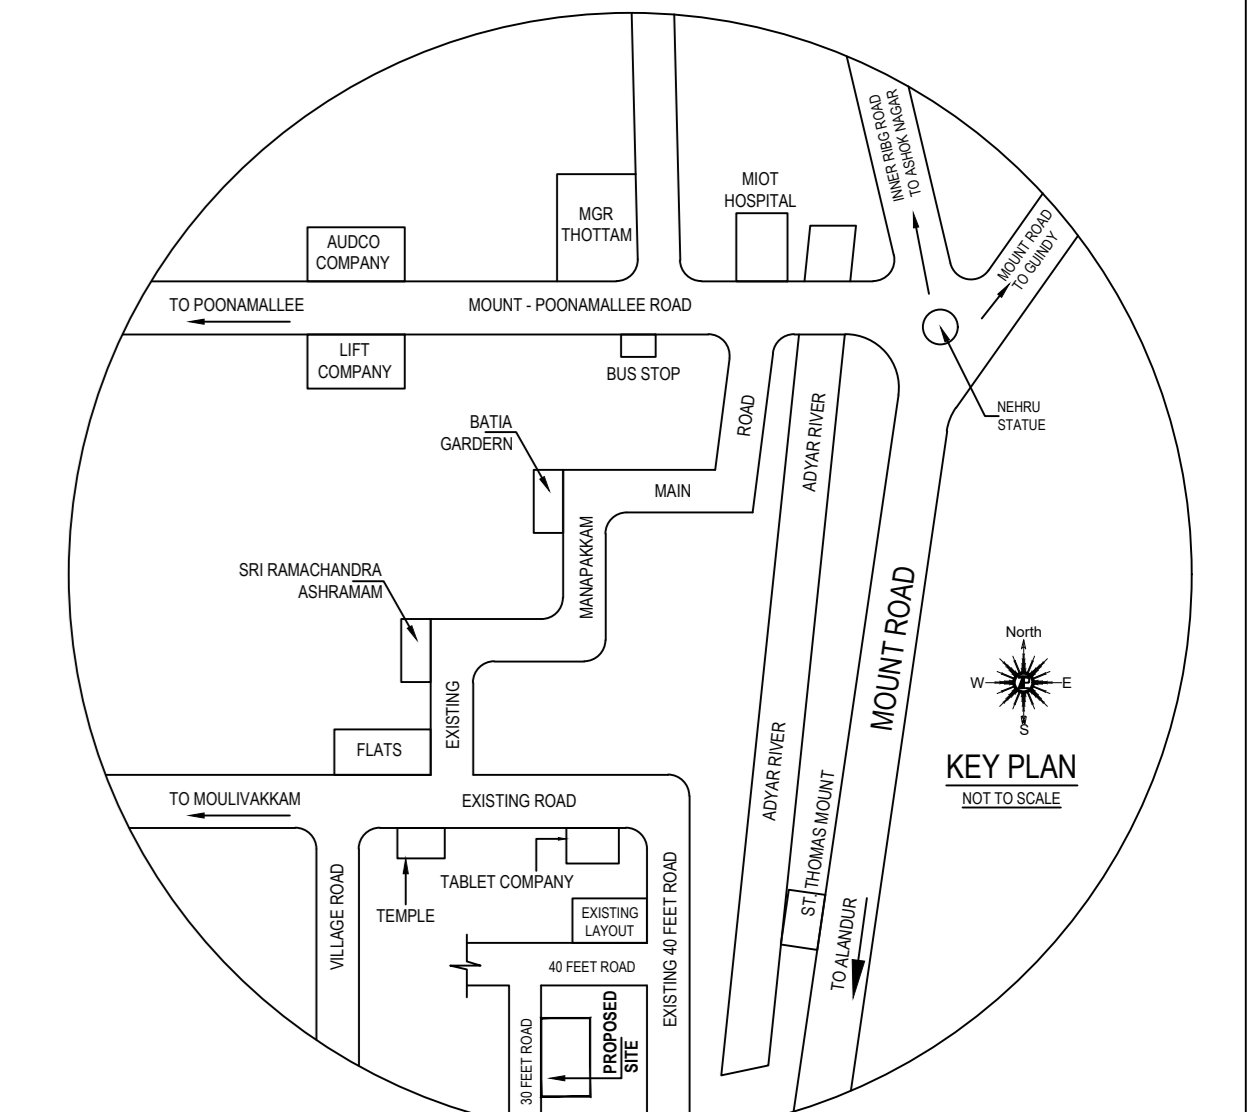 INNER RIBG ROAD
TO ASHOK NAGAR
MIOT
HOSPITAL
MGR
THOTTAM
AUDCO
COMPANY
MOUNT ROAD
TO GUINDY
TO POONAMALLEE
MOUNT - POONAMALLEE ROAD
LIFT
COMPANY
BUS STOP
NEHRU
STATUE
ROAD
ADYAR RIVER
BATIA
GARDERN
MAIN
MANAPAKKAM
SRI RAMACHANDRA
ASHRAMAM
MOUNT ROAD
North
W
E
S
EXISTING
FLATS
ADYAR RIVER
KEY PLAN
NOT TO SCALE
TO MOULIVAKKAM
EXISTING ROAD
ST. THOMAS MOUNT
TABLET COMPANY
TEMPLE
VILLAGE ROAD
EXISTING
LAYOUT
EXISTING 40 FEET ROAD
TO ALANDUR
40 FEET ROAD
30 FEET ROAD
PROPOSED
SITE